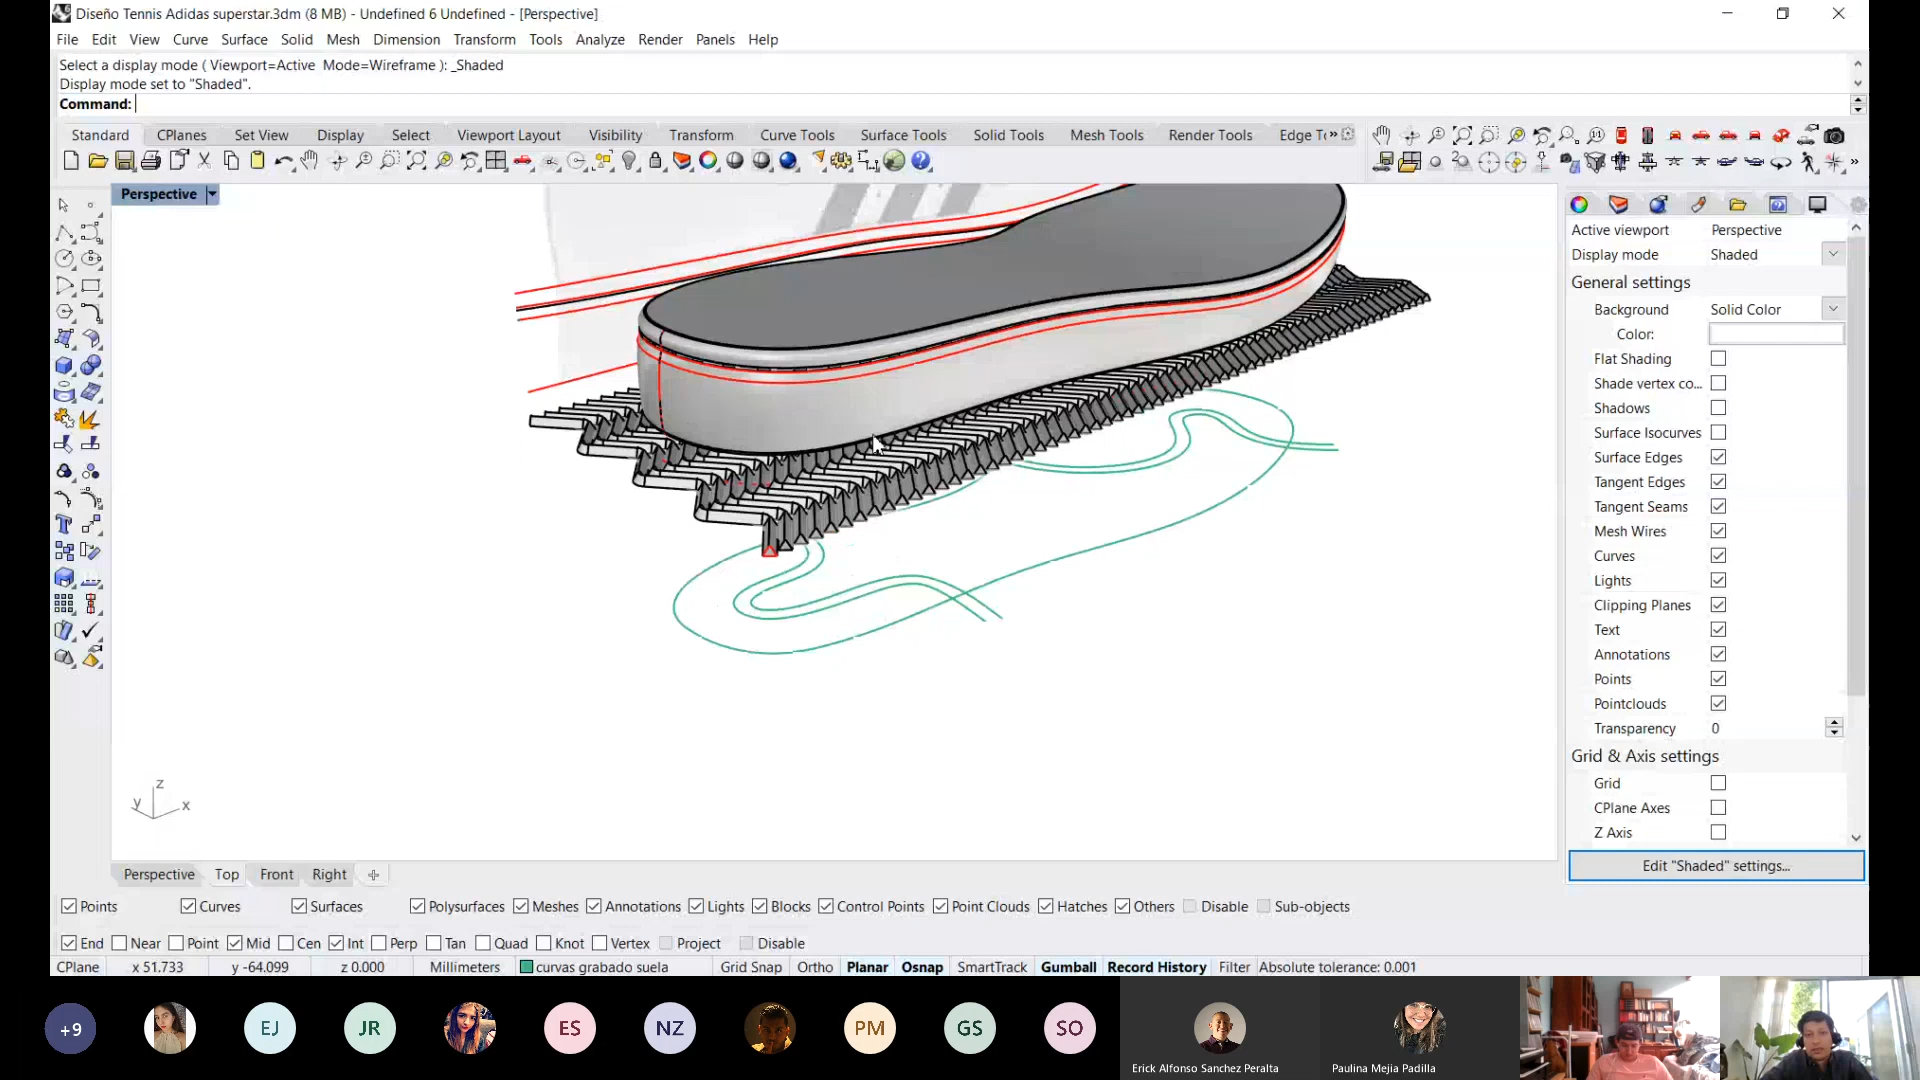 Diseño Tennis Adidas superstar.3dm (8 MB) - Undefined 6 Undefined - [Perspective]
File Edit View Curve Surface Solid Mesh Dimension Transform Tools Analyze Render Panels Help
Select a display mode ( Viewport=Active Mode=Wireframe ): _Shaded
Display mode set to "Shaded".
Command:
Standard CPlanes Set View Display Select Viewport Layout Visibility Transform Curve Tools Surface Tools Solid Tools Mesh Tools Render Tools Edge To
Perspective
Active viewport Perspective
Display mode Shaded
General settings
Background Solid Color
Color:
Flat Shading
Shade vertex co...
Shadows
Surface Isocurves
Surface Edges
Tangent Edges
Tangent Seams
Mesh Wires
Curves
Lights
Clipping Planes
Text
Annotations
Points
Pointclouds
Transparency 0
Grid & Axis settings
Grid
CPlane Axes
Z Axis
Edit "Shaded" settings...
z
y x
Perspective Top Front Right
Points Curves Surfaces Polysurfaces Meshes Annotations Lights Blocks Control Points Point Clouds Hatches Others Disable Sub-objects
End Near Point Mid Cen Int Perp Tan Quad Knot Vertex Project Disable
CPlane x 51.733 y -64.099 z 0.000 Millimeters curvas grabado suela Grid Snap Ortho Planar Osnap SmartTrack Gumball Record History Filter Absolute tolerance: 0.001
+9 EJ JR ES NZ PM GS SO
Erick Alfonso Sanchez Peralta Paulina Mejia Padilla